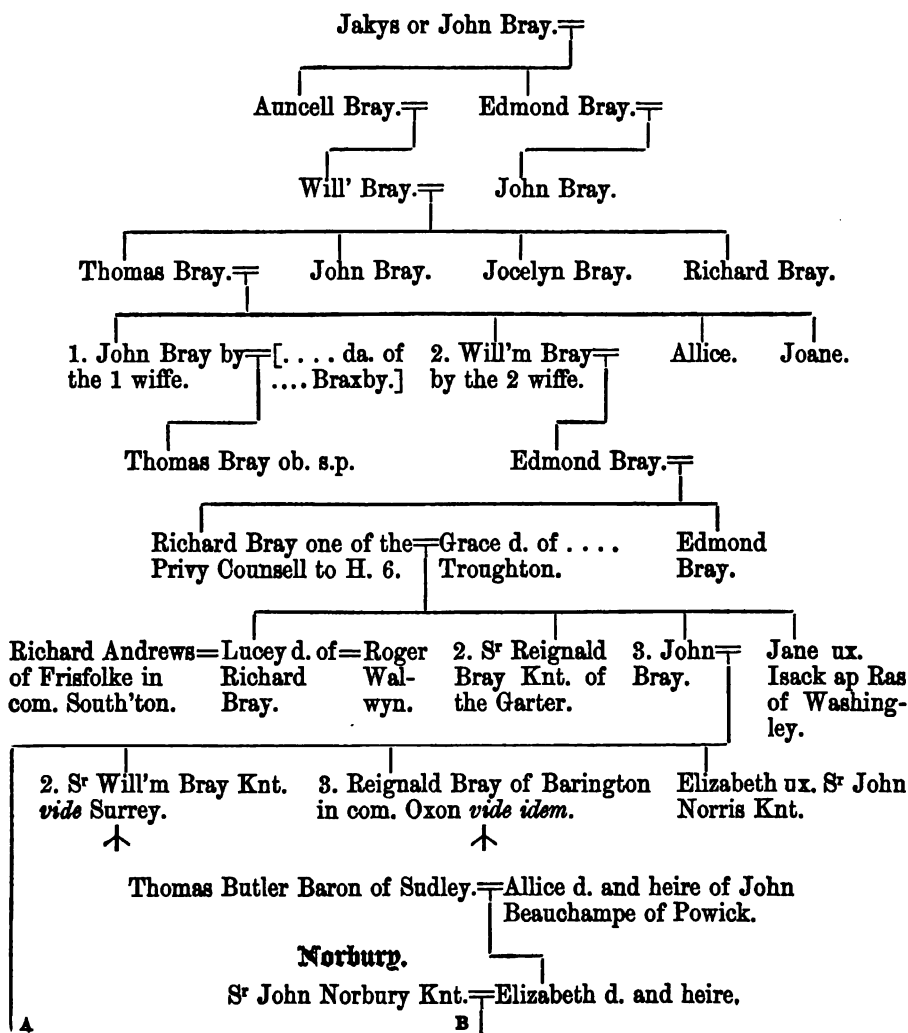 Jakys or John Bray.
Auncell Bray. Edmond Bray.
Will' Bray. John Bray.
Thomas Bray. John Bray. Jocelyn Bray. Richard Bray.
1. John Bray by [.... da. of 2. Will'm Bray Allice. Joane.
the 1 wiffe. .... Braxby.] by the 2 wiffe.
Thomas Bray ob. s.p. Edmond Bray.
Richard Bray one of the Grace d. of .... Edmond
Privy Counsell to H. 6. Troughton. Bray.
Richard Andrews Lucey d. of Roger 2. Sr Reignald 3. John Jane ux.
of Frisfolke in Richard Wal- Bray Knt. of Bray. Isack ap Ras
com. South'ton. Bray. wyn. the Garter. of Washing-
ley.
2. Sr Will'm Bray Knt. 3. Reignald Bray of Barington Elizabeth ux. Sr John
vide Surrey. in com. Oxon vide idem. Norris Knt.
Thomas Butler Baron of Sudley. Allice d. and heire of John
Beauchampe of Powick.
Norbury.
Sr John Norbury Knt. Elizabeth d. and heire.
A B